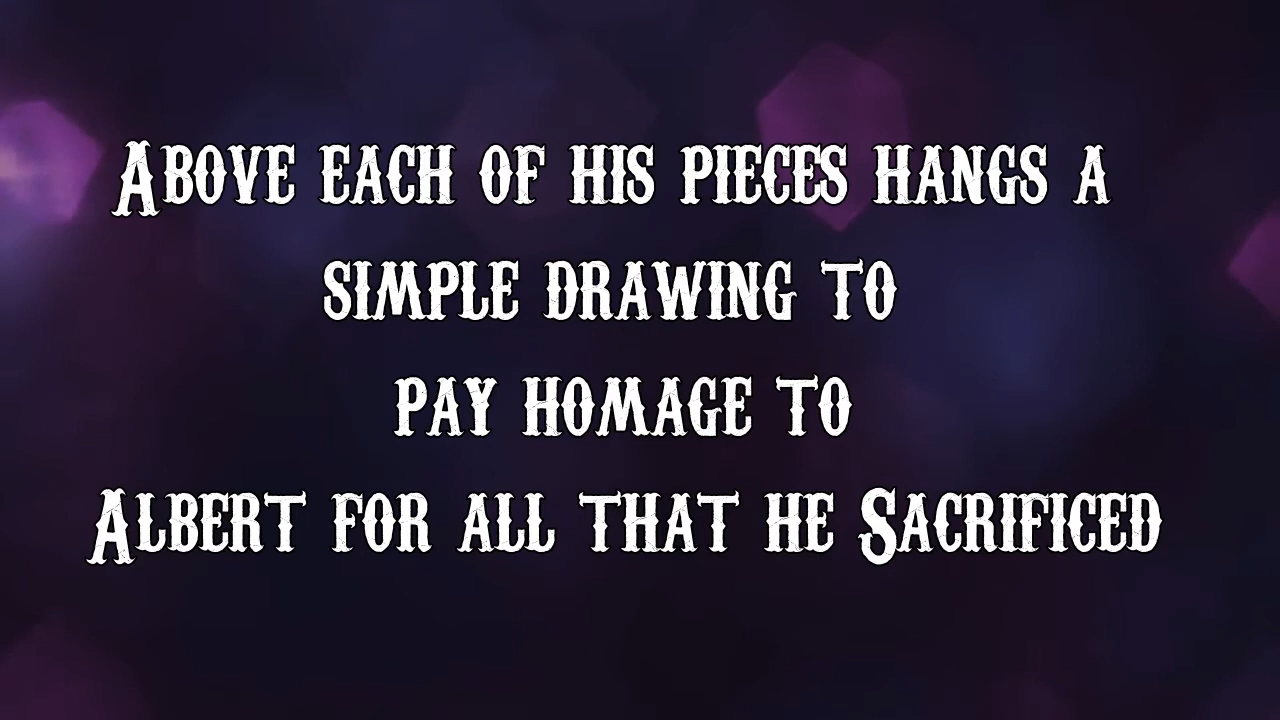 Above each of his pieces hangs a
simple drawing to
pay homage to
Albert for all that he Sacrificed